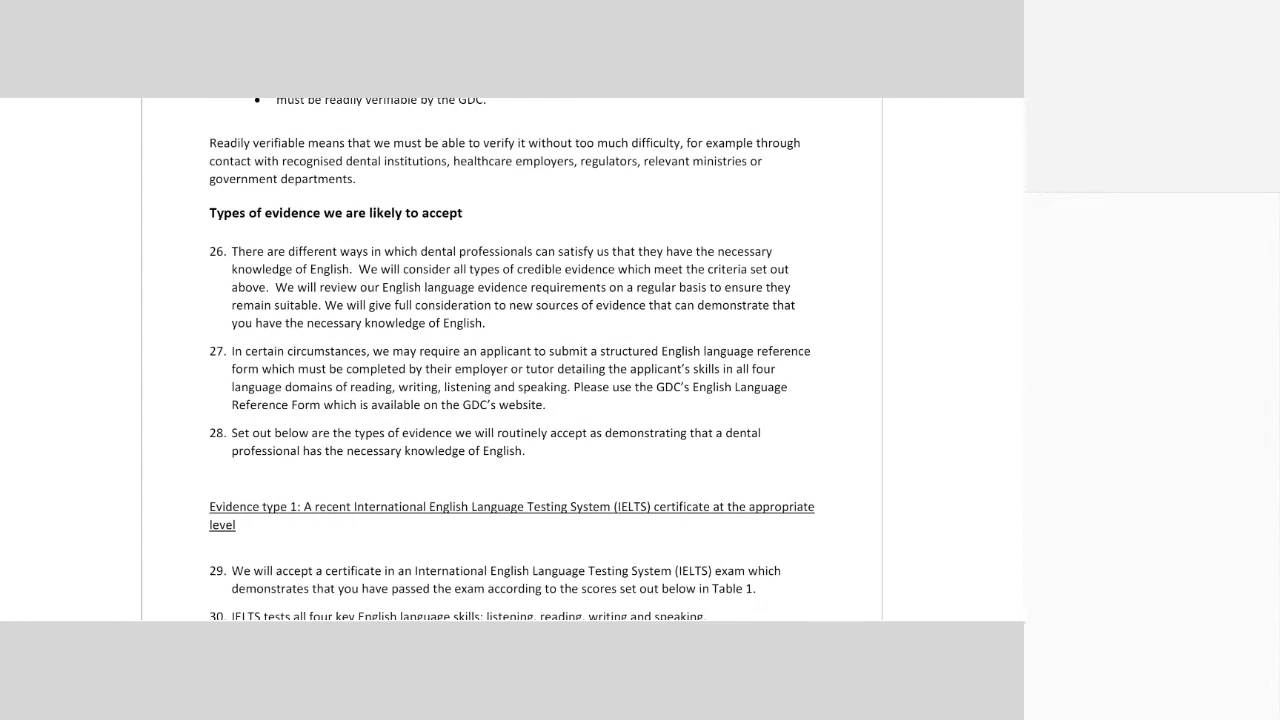 • must be readily verifiable by the GDC.
Readily verifiable means that we must be able to verify it without too much difficulty, for example through
contact with recognised dental institutions, healthcare employers, regulators, relevant ministries or
government departments.
Types of evidence we are likely to accept
26. There are different ways in which dental professionals can satisfy us that they have the necessary
knowledge of English. We will consider all types of credible evidence which meet the criteria set out
above. We will review our English language evidence requirements on a regular basis to ensure they
remain suitable. We will give full consideration to new sources of evidence that can demonstrate that
you have the necessary knowledge of English.
27. In certain circumstances, we may require an applicant to submit a structured English language reference
form which must be completed by their employer or tutor detailing the applicant's skills in all four
language domains of reading, writing, listening and speaking. Please use the GDC's English Language
Reference Form which is available on the GDC's website.
28. Set out below are the types of evidence we will routinely accept as demonstrating that a dental
professional has the necessary knowledge of English.
Evidence type 1: A recent International English Language Testing System (IELTS) certificate at the appropriate
level
29. We will accept a certificate in an International English Language Testing System (IELTS) exam which
demonstrates that you have passed the exam according to the scores set out below in Table 1.
30. IELTS tests all four key English language skills: listening, reading, writing and speaking.